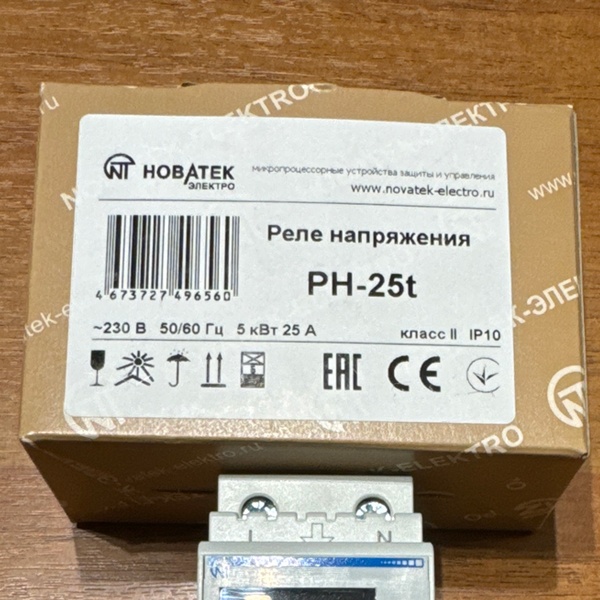 НОВАТЕК
ЭЛЕКТРО
микропроцессорные устройства защиты и управления
www.novatek-electro.ru
Реле напряжения
РН-25t
4 673727 496560
~230 В 50/60 Гц 5 кВт 25 А
класс II IP10
EAC CE
L N